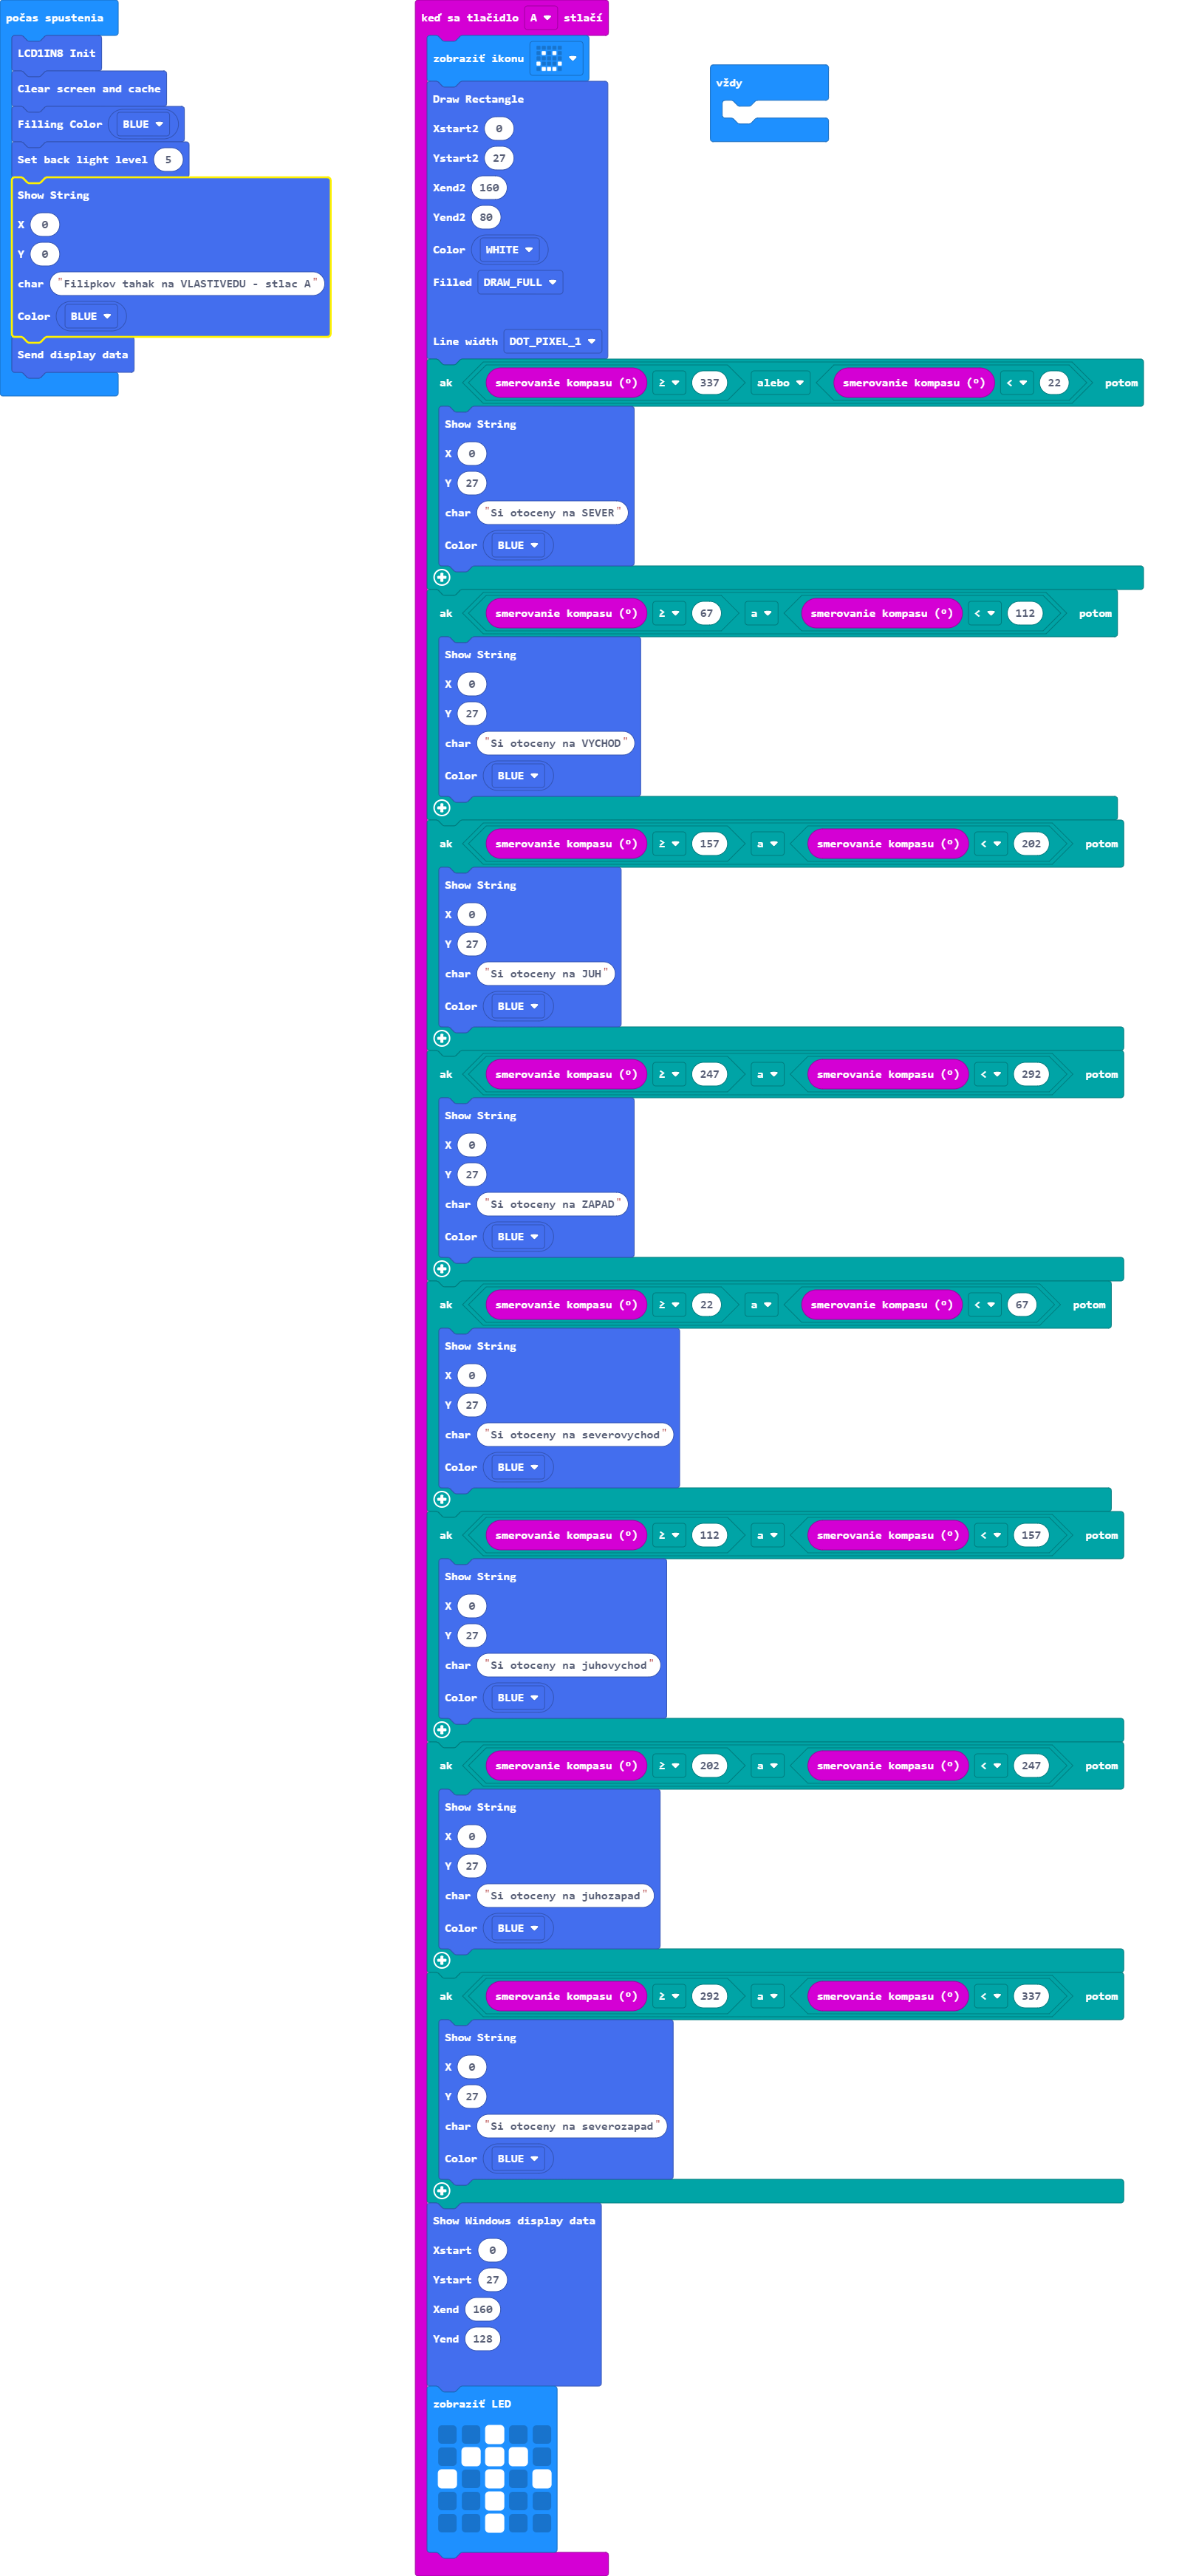 počas spustenia
LCD1IN8 Init
Clear screen and cache
Filling Color BLUE
Set back light level 5
Show String
X 0
Y 0
char "Filipkov tahak na VLASTIVEDU - stlac A"
Color BLUE
Send display data
keď sa tlačidlo A stlačí
zobraziť ikonu
Draw Rectangle
Xstart2 0
Ystart2 27
Xend2 160
Yend2 80
Color WHITE
Filled DRAW_FULL
Line width DOT_PIXEL_1
ak smerovanie kompasu (º) ≥ 337 alebo smerovanie kompasu (º) < 22 potom
Show String
X 0
Y 27
char "Si otoceny na SEVER"
Color BLUE
ak smerovanie kompasu (º) ≥ 67 a smerovanie kompasu (º) < 112 potom
Show String
X 0
Y 27
char "Si otoceny na VYCHOD"
Color BLUE
ak smerovanie kompasu (º) ≥ 157 a smerovanie kompasu (º) < 202 potom
Show String
X 0
Y 27
char "Si otoceny na JUH"
Color BLUE
ak smerovanie kompasu (º) ≥ 247 a smerovanie kompasu (º) < 292 potom
Show String
X 0
Y 27
char "Si otoceny na ZAPAD"
Color BLUE
ak smerovanie kompasu (º) ≥ 22 a smerovanie kompasu (º) < 67 potom
Show String
X 0
Y 27
char "Si otoceny na severovychod"
Color BLUE
ak smerovanie kompasu (º) ≥ 112 a smerovanie kompasu (º) < 157 potom
Show String
X 0
Y 27
char "Si otoceny na juhovychod"
Color BLUE
ak smerovanie kompasu (º) ≥ 202 a smerovanie kompasu (º) < 247 potom
Show String
X 0
Y 27
char "Si otoceny na juhozapad"
Color BLUE
ak smerovanie kompasu (º) ≥ 292 a smerovanie kompasu (º) < 337 potom
Show String
X 0
Y 27
char "Si otoceny na severozapad"
Color BLUE
Show Windows display data
Xstart 0
Ystart 27
Xend 160
Yend 128
zobraziť LED
vždy